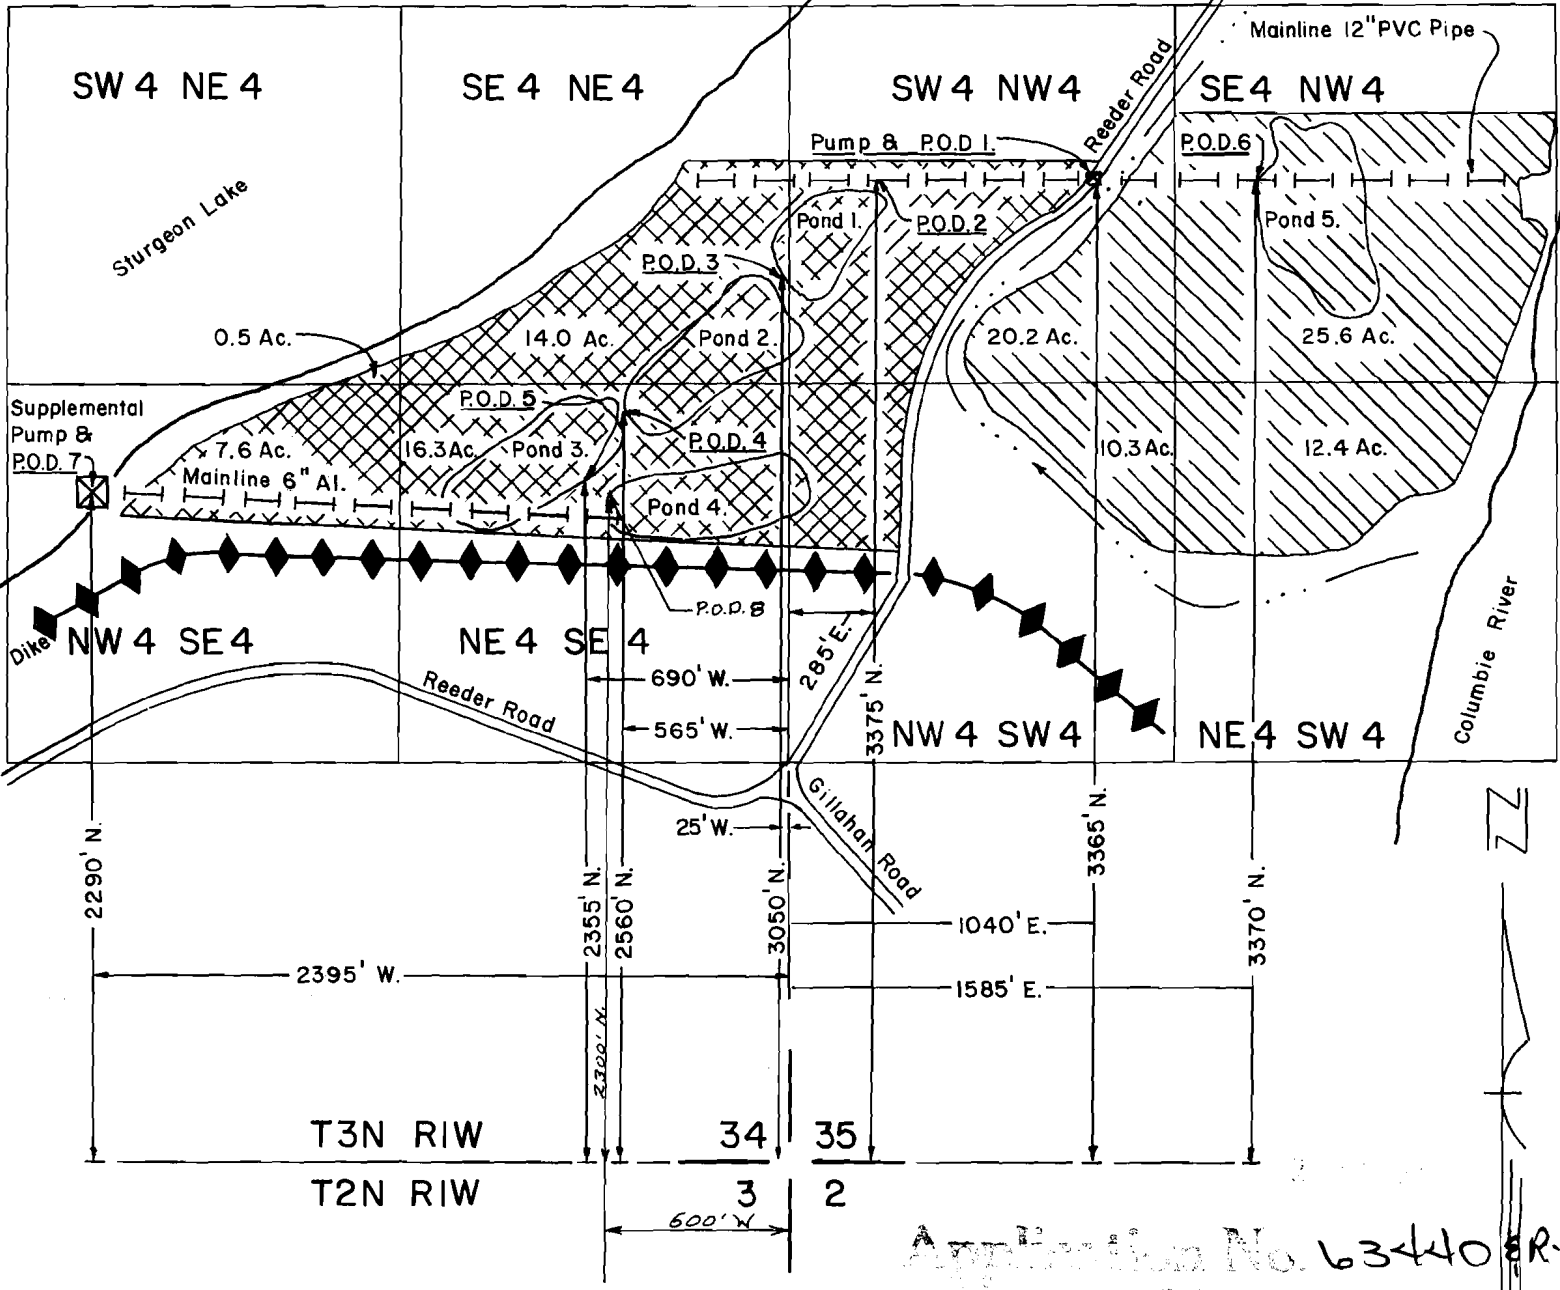 SW 4 NE 4
SE 4 NE 4
SW 4 NW 4
SE 4 NW 4
Mainline 12" PVC Pipe
Reeder Road
Pump & P.O.D 1.
P.O.D.6
Sturgeon Lake
Pond 1.
P.O.D.2
Pond 5.
P.O.D. 3
0.5 Ac.
14.0 Ac.
Pond 2.
20.2 Ac.
25.6 Ac.
Supplemental
Pump &
P.O.D. 7
P.O.D. 5
7.6 Ac.
16.3Ac.
Pond 3.
P.O.D. 4
10.3 Ac.
12.4 Ac.
Mainline 6" Al.
Pond 4.
P.O.D. 8
Dike
NW 4 SE 4
NE 4 SE 4
285' E.
690' W.
Reeder Road
565' W.
3375' N.
NW 4 SW 4
NE 4 SW 4
Columbie River
Gillahan Road
25' W.
2290' N.
2355' N.
2560' N.
3050' N.
3365' N.
3370' N.
1040' E.
2395' W.
1585' E.
2300' N.
T3N R1W
34
35
T2N R1W
3
2
600' W
Application No. 63440 & R-